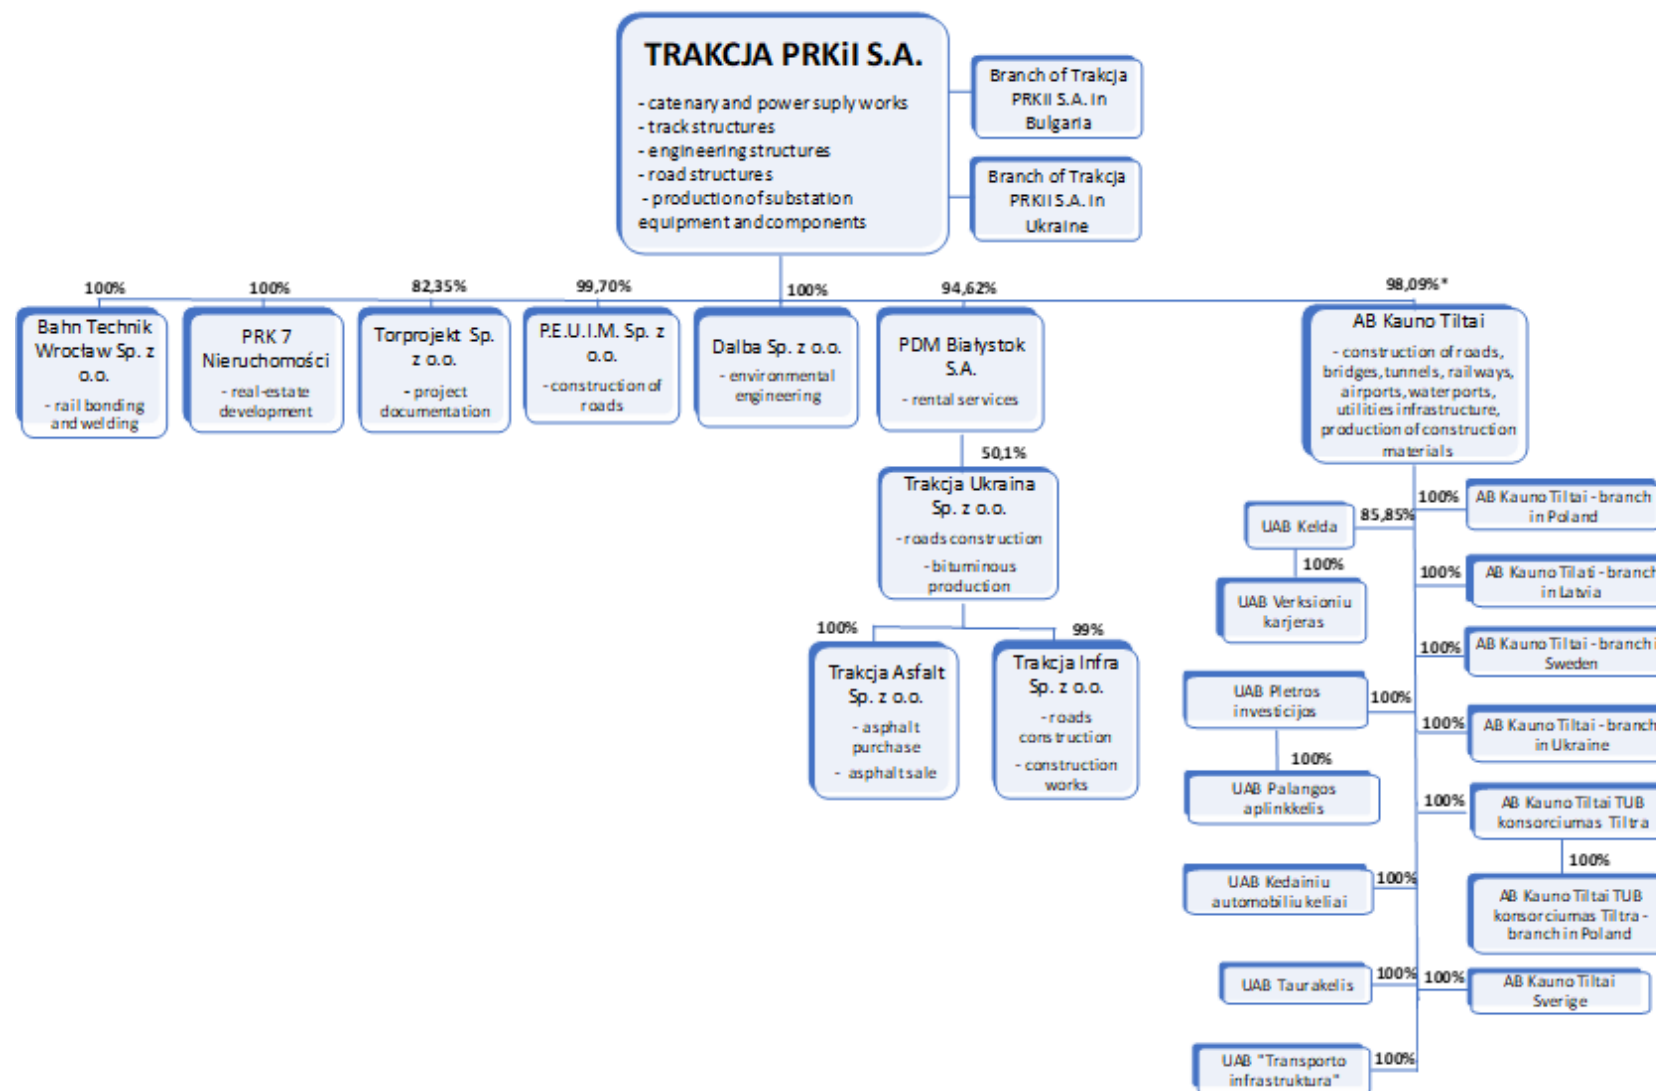 TRAKCJA PRKiI S.A.
- catenary and power suply works
- track structures
- engineering structures
- road structures
- production of substation
equipment and components
Branch of Trakcja
PRKiI S.A. in
Bulgaria
Branch of Trakcja
PRKiI S.A. in
Ukraine
100%
100%
82,35%
99,70%
100%
94,62%
98,09%*
Bahn Technik
Wrocław Sp. z
o.o.
- rail bonding
and welding
PRK 7
Nieruchomości
- real-estate
development
Torprojekt Sp.
z o.o.
- project
documentation
P.E.U.I.M. Sp. z
o.o.
- construction of
roads
Dalba Sp. z o.o.
- environmental
engineering
PDM Białystok
S.A.
- rental services
AB Kauno Tiltai
- construction of roads,
bridges, tunnels, railways,
airports, waterports,
utilities infrastructure,
production of construction
materials
50,1%
Trakcja Ukraina
Sp. z o.o.
- roads construction
- bituminous
production
100%
99%
Trakcja Asfalt
Sp. z o.o.
- asphalt
purchase
- asphalt sale
Trakcja Infra
Sp. z o.o.
- roads
construction
- construction
works
85,85%
UAB Kelda
100%
UAB Verksioniu
karjeras
100%
UAB Pletros
investicijos
100%
UAB Palangos
aplinkkelis
100%
UAB Kedainiu
automobiliu keliai
100%
UAB Taurakelis
100%
UAB "Transporto
infrastruktura"
100%
AB Kauno Tiltai - branch
in Poland
100%
AB Kauno Tilati - branch
in Latvia
100%
AB Kauno Tiltai - branch i
Sweden
100%
AB Kauno Tiltai - branch
in Ukraine
100%
AB Kauno Tiltai TUB
konsorciumas Tiltra
100%
AB Kauno Tiltai TUB
konsorciumas Tiltra -
branch in Poland
100%
AB Kauno Tiltai
Sverige